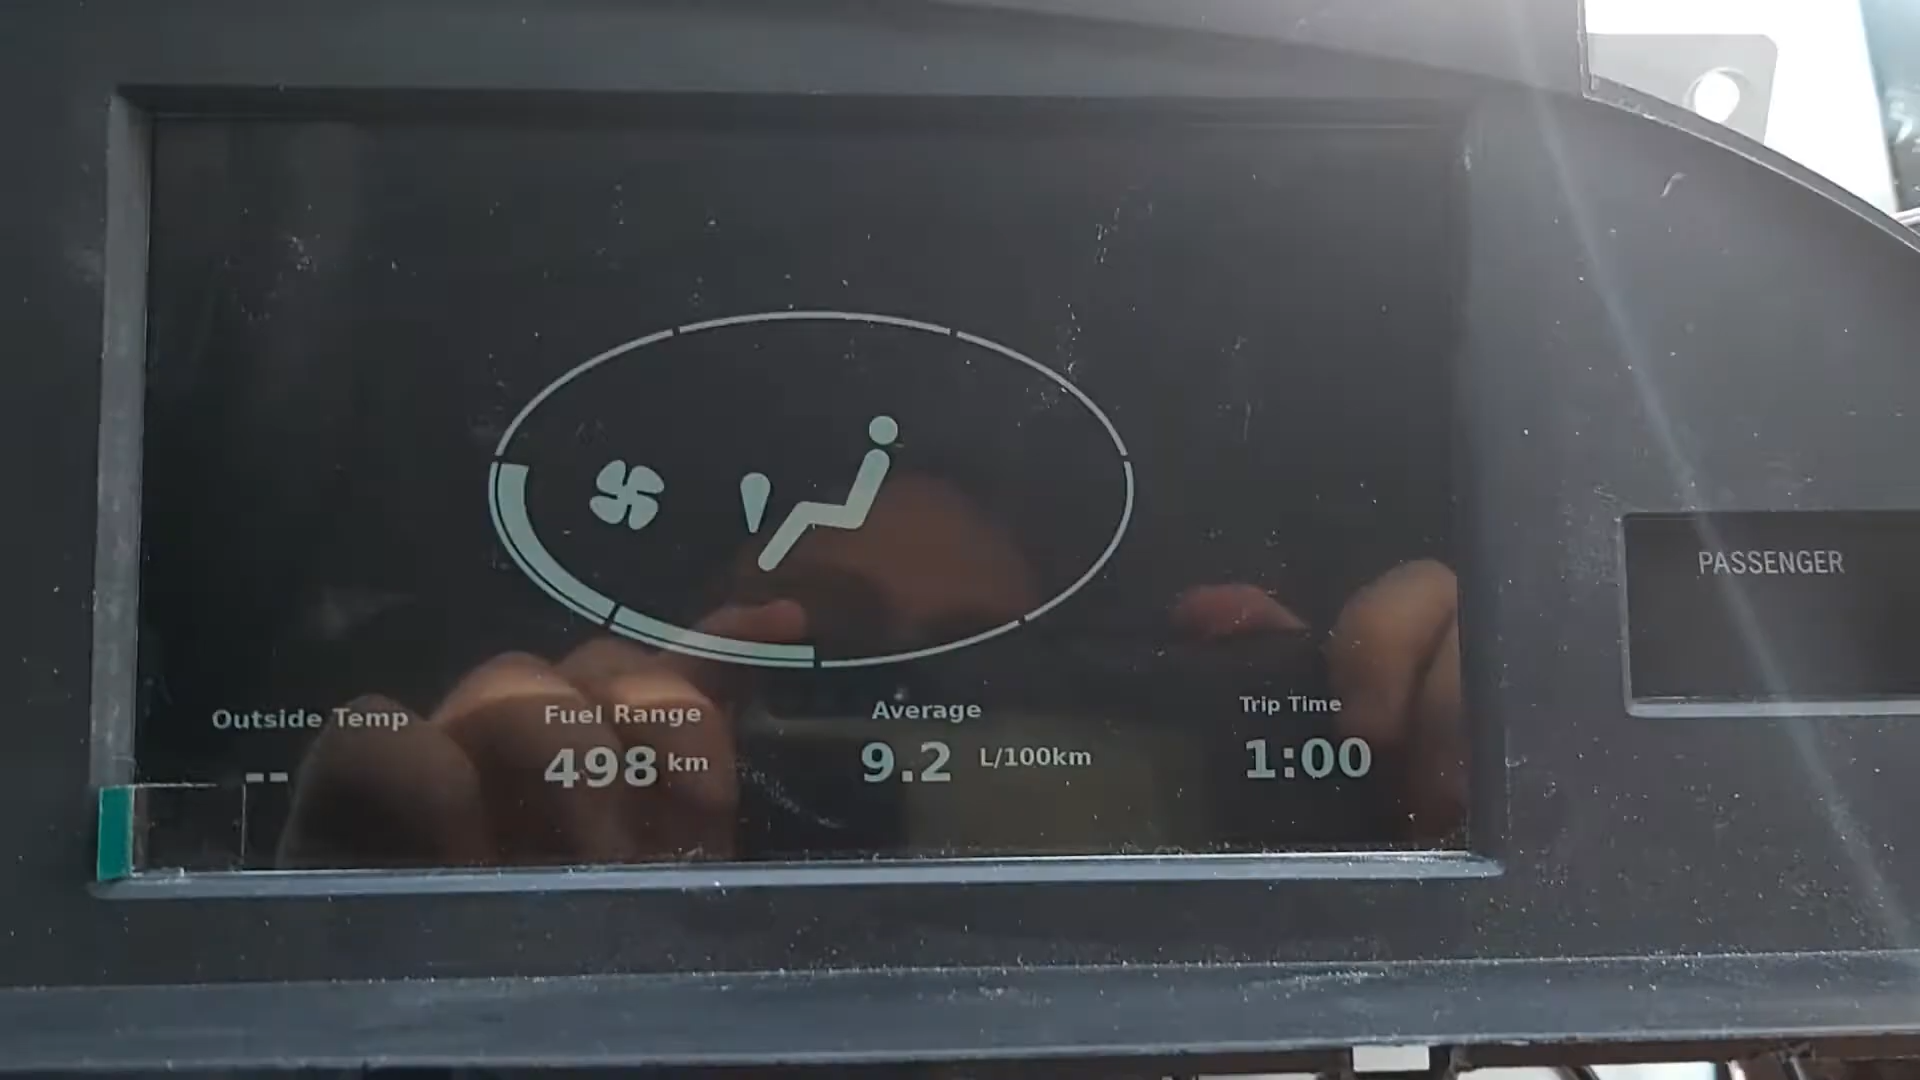 PASSENGER
Outside Temp
--
Fuel Range
498 km
Average
9.2 L/100km
Trip Time
1:00